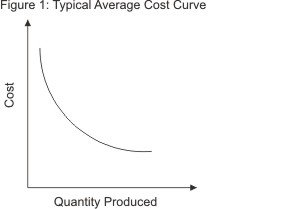 Figure 1: Typical Average Cost Curve
Cost
Quantity Produced